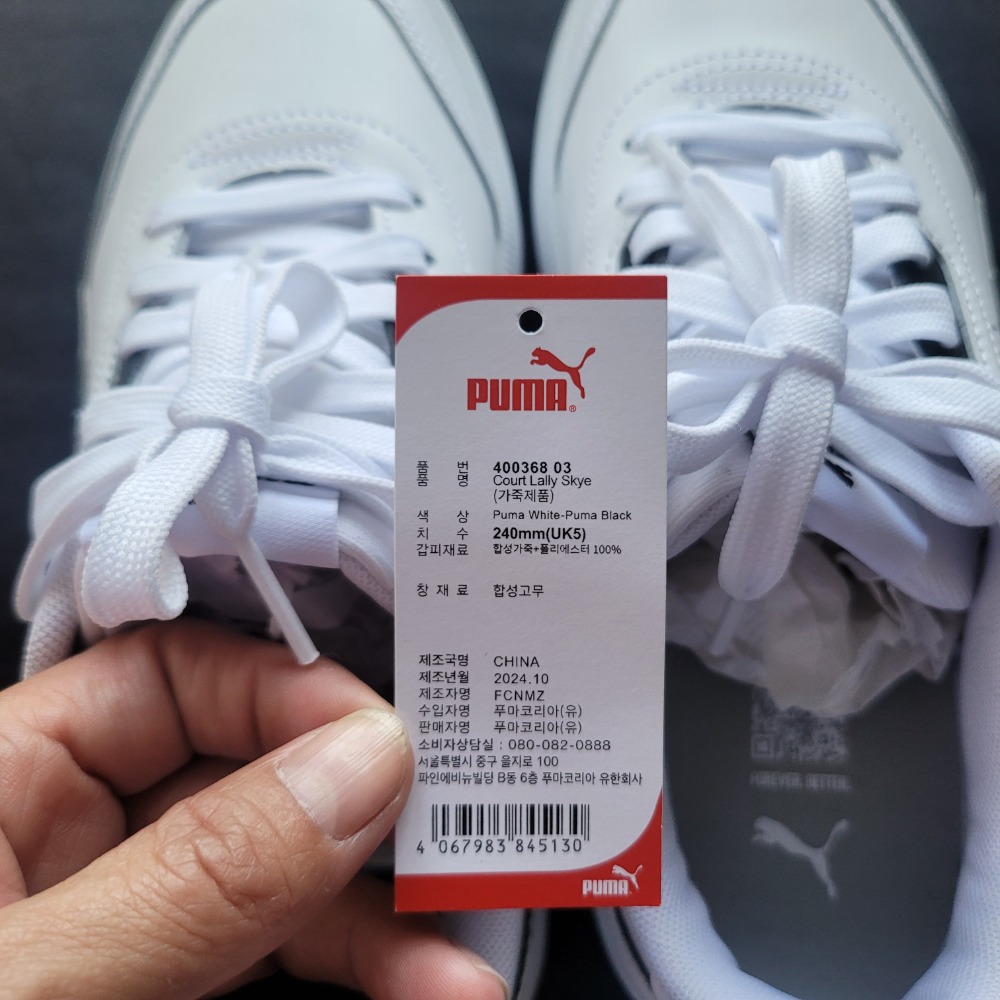 PUMA®
품 번 400368 03
품 명 Court Lally Skye
(가죽제품)
색 상 Puma White-Puma Black
치 수 240mm(UK5)
갑피재료 합성가죽+폴리에스터 100%
창 재 료 합성고무
제조국명 CHINA
제조년월 2024.10
제조자명 FCNMZ
수입자명 푸마코리아(유)
판매자명 푸마코리아(유)
소비자상담실 : 080-082-0888
서울특별시 중구 을지로 100
파인에비뉴빌딩 B동 6층 푸마코리아 유한회사
4 067983 845130
PUMA
FOREVER. BETTER.